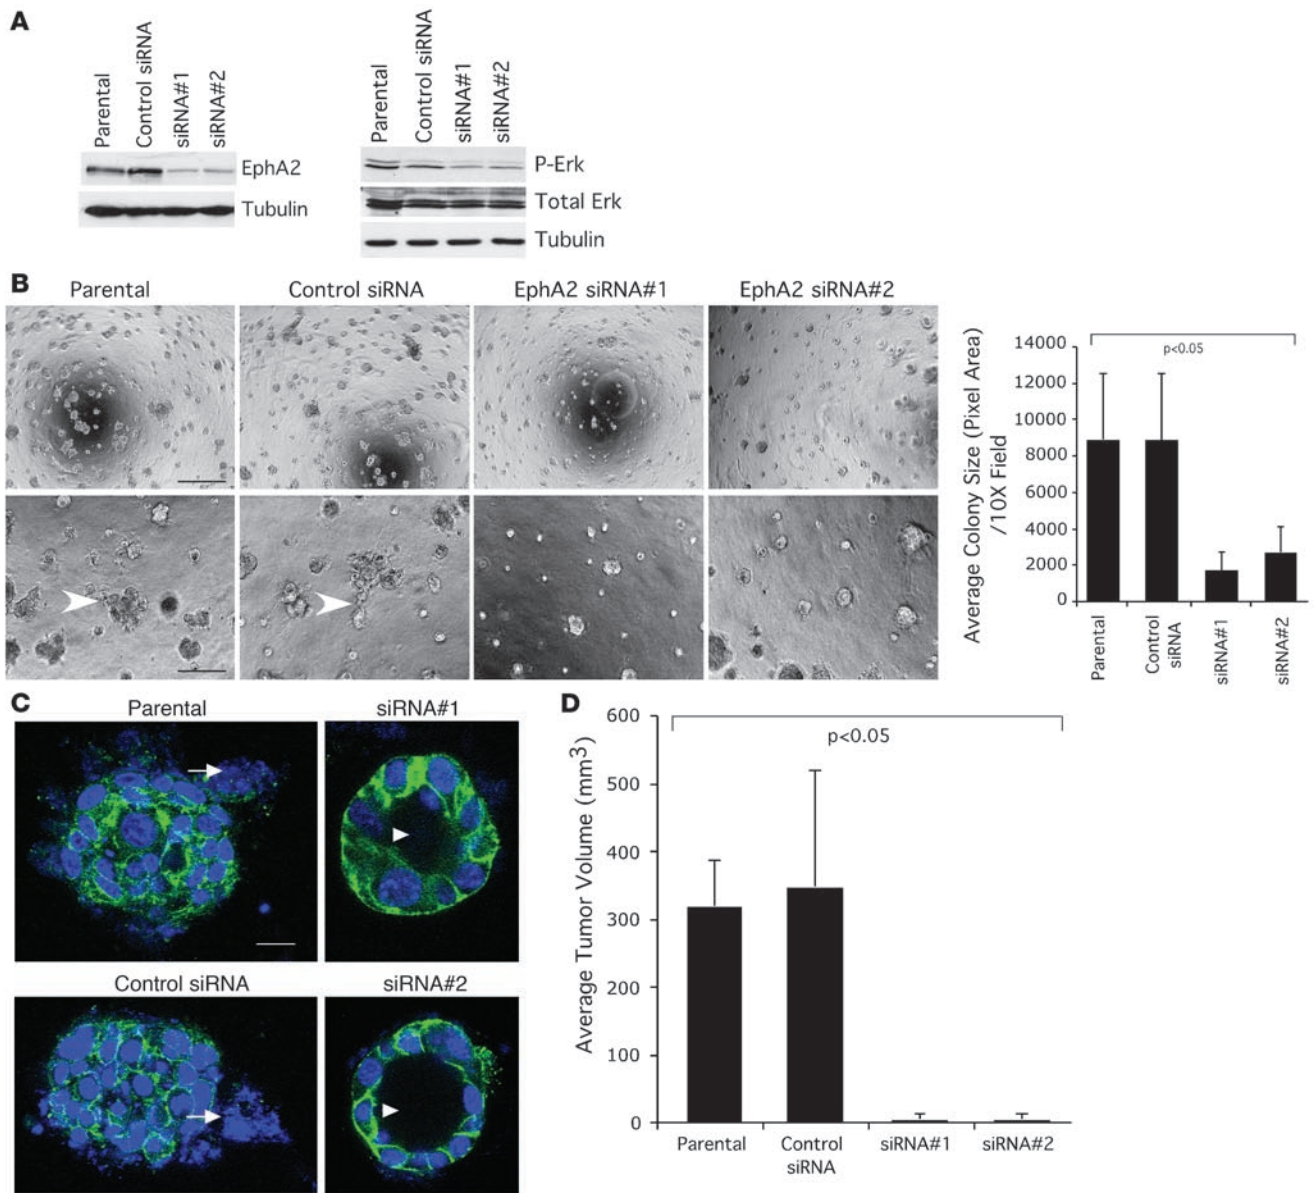 A
Parental
Control siRNA
siRNA#1
siRNA#2
EphA2
Tubulin
Parental
Control siRNA
siRNA#1
siRNA#2
P-Erk
Total Erk
Tubulin
B
Parental
Control siRNA
EphA2 siRNA#1
EphA2 siRNA#2
Average Colony Size (Pixel Area)
/10X Field
14000
12000
10000
8000
6000
4000
2000
0
p<0.05
Parental
Control
siRNA
siRNA#1
siRNA#2
C
Parental
siRNA#1
Control siRNA
siRNA#2
D
Average Tumor Volume (mm3)
600
500
400
300
200
100
0
p<0.05
Parental
Control
siRNA
siRNA#1
siRNA#2